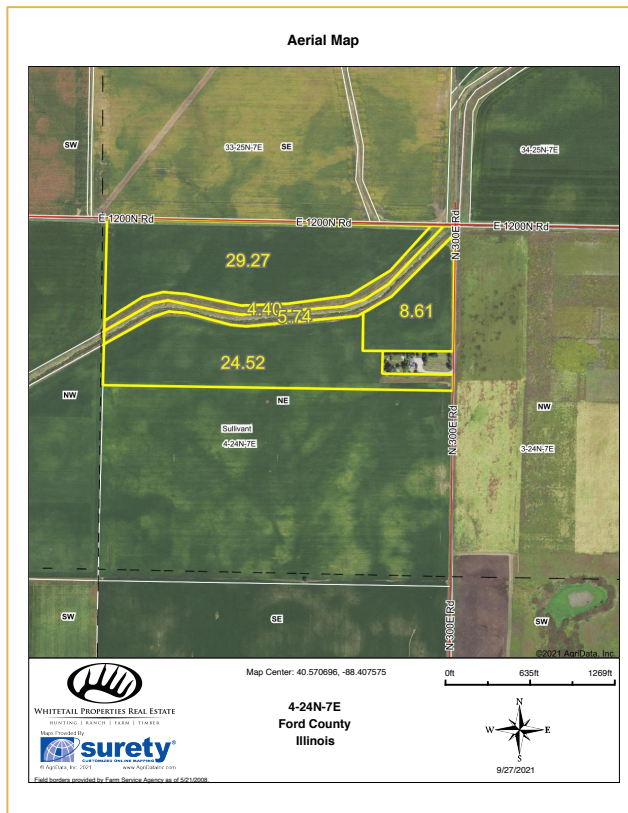 Aerial Map
SW
33-25N-7E
SE
34-25N-7E
E 1200N Rd
E 1200N Rd
E 1200N Rd
N 300E Rd
29.27
4.40
5.74
8.61
24.52
NW
NE
NW
Sullivant
4-24N-7E
N 300E Rd
3-24N-7E
SW
SE
N 300E Rd
SW
©2021 AgriData, Inc.
WHITETAIL PROPERTIES REAL ESTATE
HUNTING | RANCH | FARM | TIMBER
Maps Provided By
surety®
CUSTOMIZED ONLINE MAPPING
© AgriData, Inc. 2021 www.AgriDataInc.com
Field borders provided by Farm Service Agency as of 5/21/2008.
Map Center: 40.570696, -88.407575
4-24N-7E
Ford County
Illinois
0ft 635ft 1269ft
N
W E
S
9/27/2021